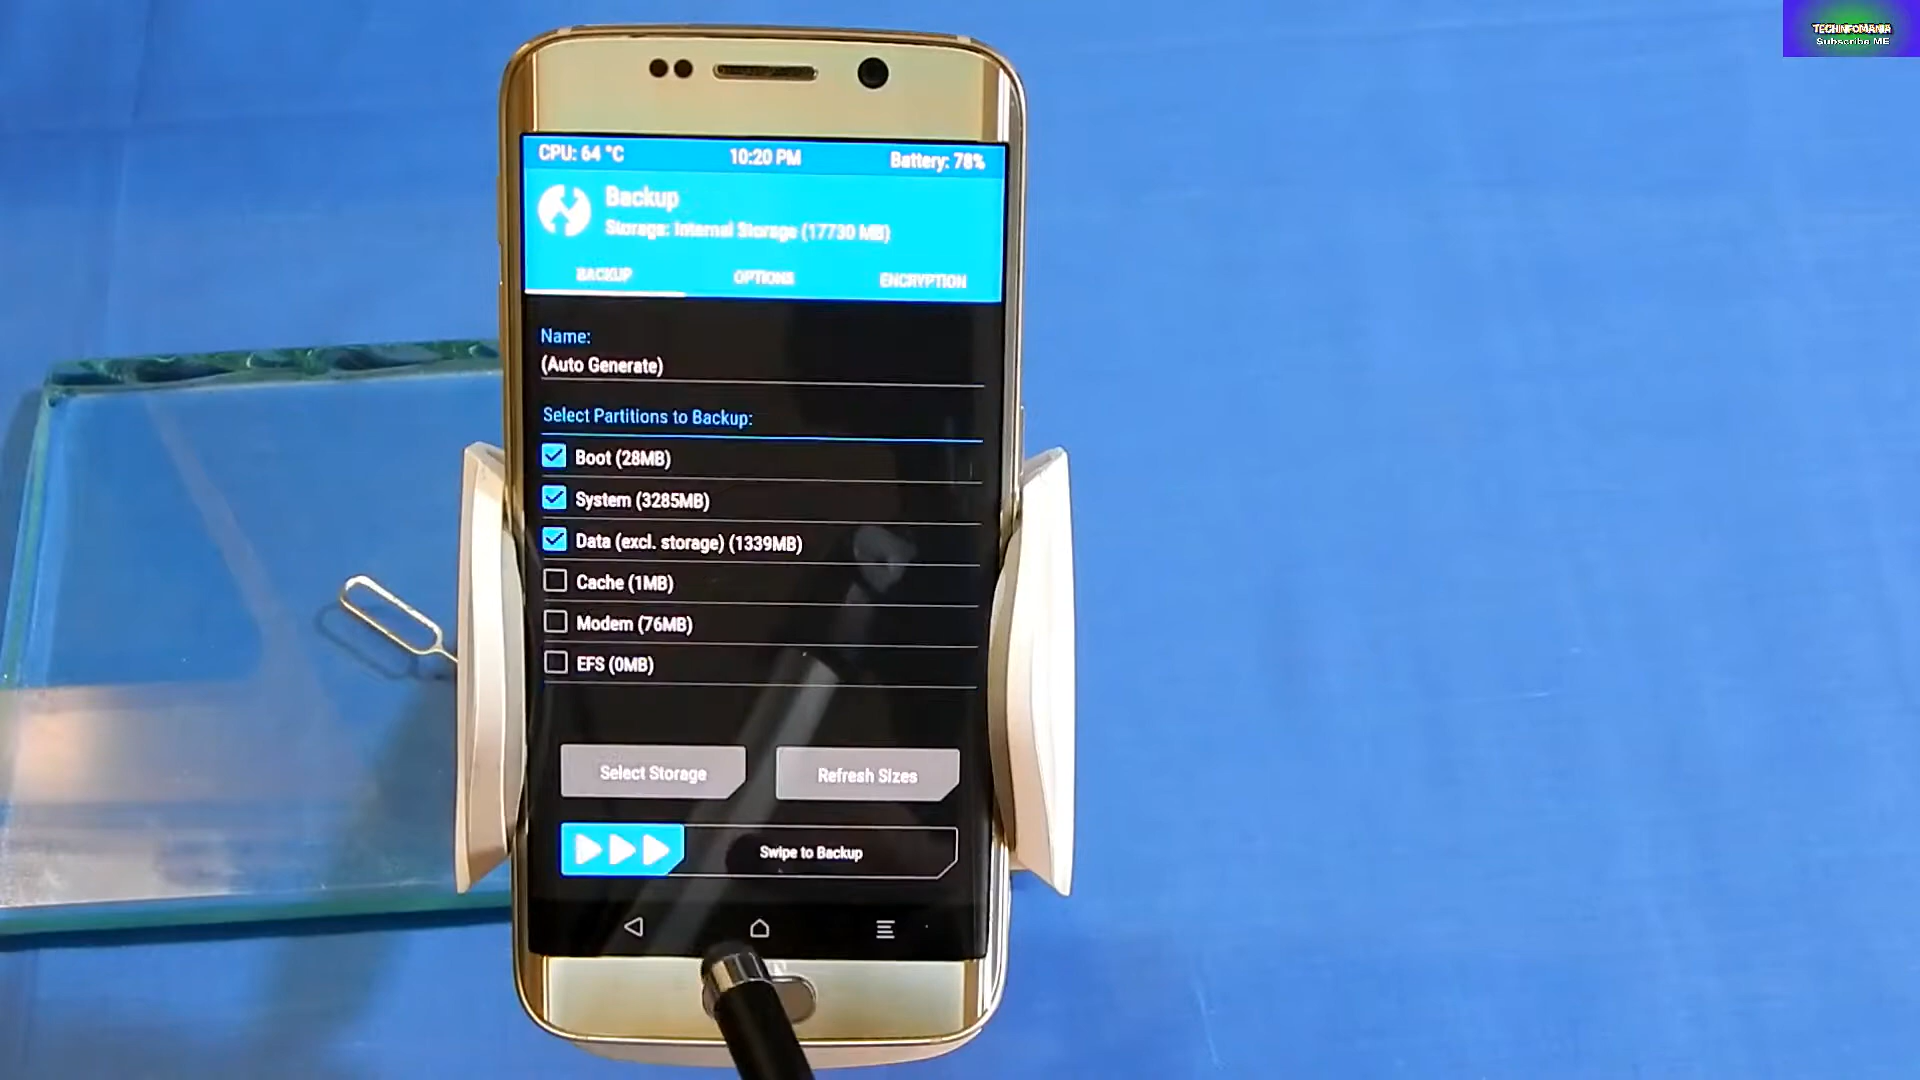 TECHINFOMANIA
Subscribe ME
CPU: 64 °C
10:20 PM
Battery: 78%
Backup
Storage: Internal Storage (17730 MB)
BACKUP
OPTIONS
ENCRYPTION
Name:
(Auto Generate)
Select Partitions to Backup:
Boot (28MB)
System (3285MB)
Data (excl. storage) (1339MB)
Cache (1MB)
Modem (76MB)
EFS (0MB)
Select Storage
Refresh Sizes
Swipe to Backup